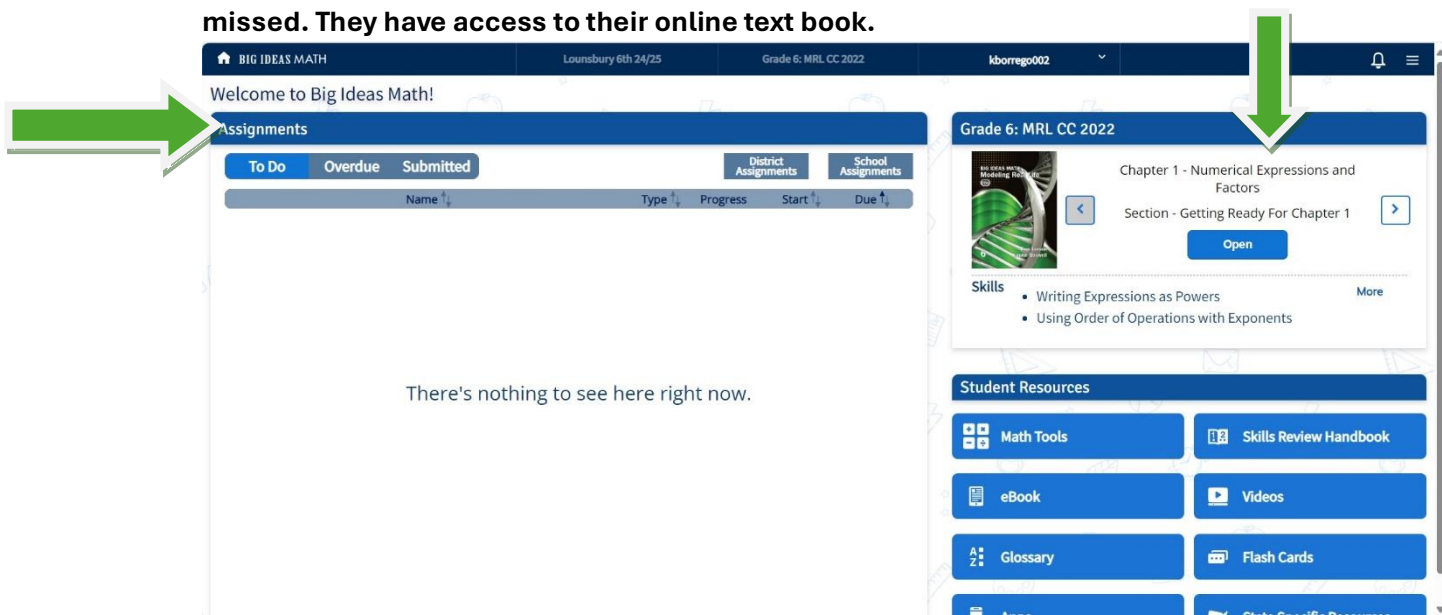 missed. They have access to their online text book.
BIG IDEAS MATH
Lounsbury 6th 24/25
Grade 6: MRL CC 2022
kborrego002
Welcome to Big Ideas Math!
Assignments
To Do
Overdue
Submitted
District
Assignments
School
Assignments
Name
Type
Progress
Start
Due
There's nothing to see here right now.
Grade 6: MRL CC 2022
BIG IDEAS MATH
Chapter 1 - Numerical Expressions and
Factors
Section - Getting Ready For Chapter 1
Open
Skills
More
• Writing Expressions as Powers
• Using Order of Operations with Exponents
Student Resources
Math Tools
Skills Review Handbook
eBook
Videos
Glossary
Flash Cards